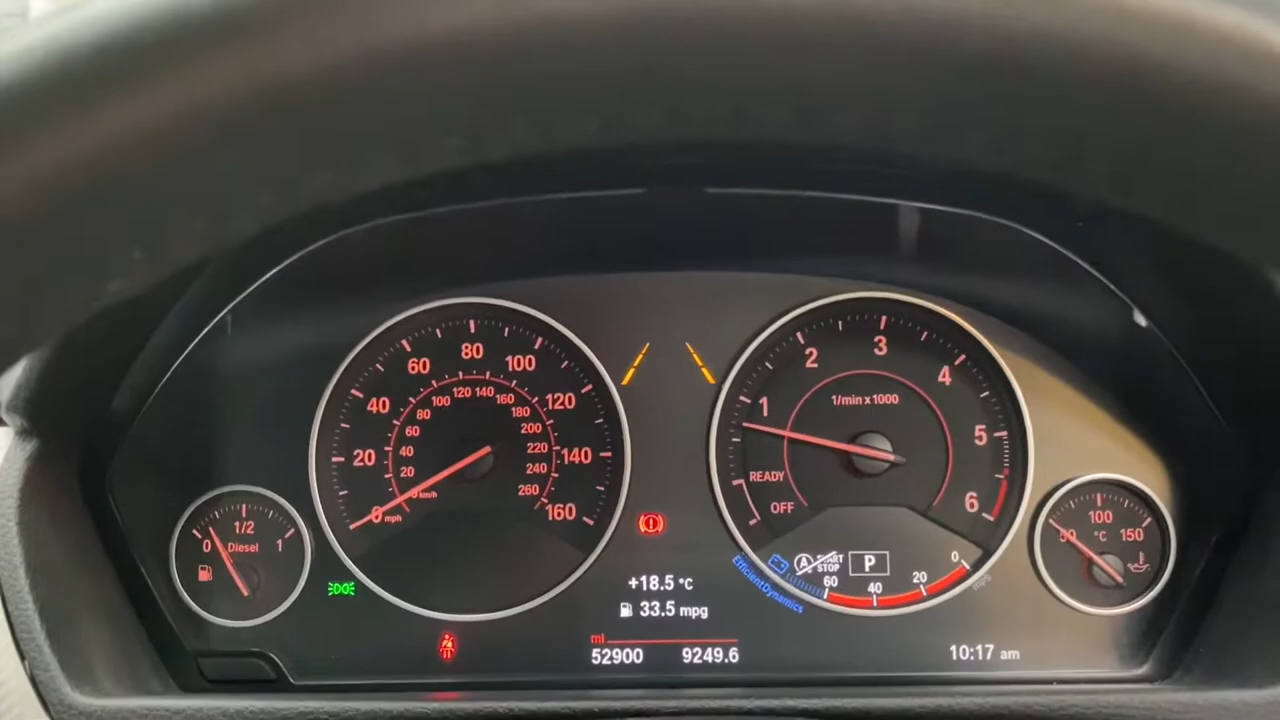 20
40
60
80
100
120
140
160
0 mph
0 km/h
20
40
60
80
100
120
140
160
180
200
220
240
260
0
1/2
1
Diesel
1
2
3
4
5
6
1/min x 1000
READY
OFF
A START
STOP
P
60
40
20
0
mpg
EfficientDynamics
50
100
150
°C
+18.5 °C
33.5 mpg
ml
52900 9249.6
10:17 am